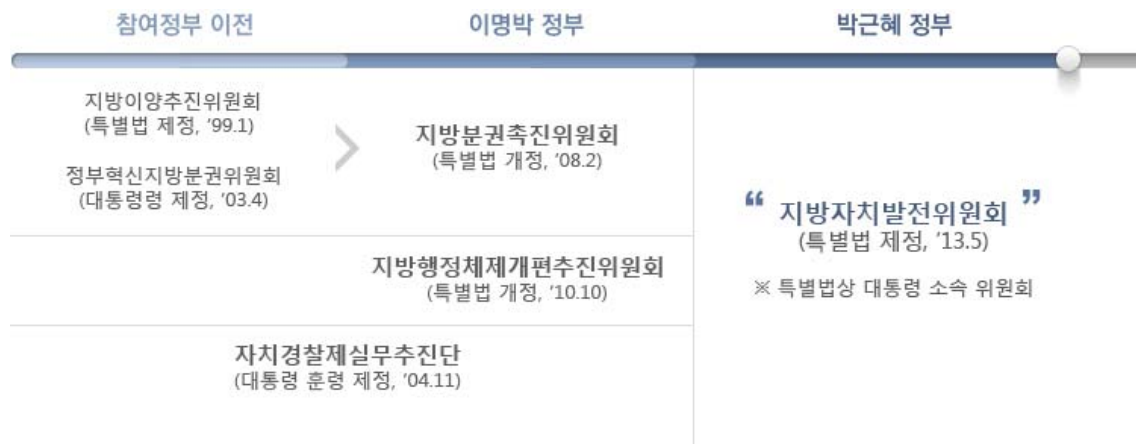 참여정부 이전
이명박 정부
박근혜 정부
지방이양추진위원회
(특별법 제정, ’99.1)
정부혁신지방분권위원회
(대통령령 제정, ’03.4)
지방분권촉진위원회
(특별법 개정, ’08.2)
지방행정체제개편추진위원회
(특별법 개정, ’10.10)
자치경찰제실무추진단
(대통령 훈령 제정, ’04.11)
“ 지방자치발전위원회 ”
(특별법 제정, ’13.5)
※ 특별법상 대통령 소속 위원회